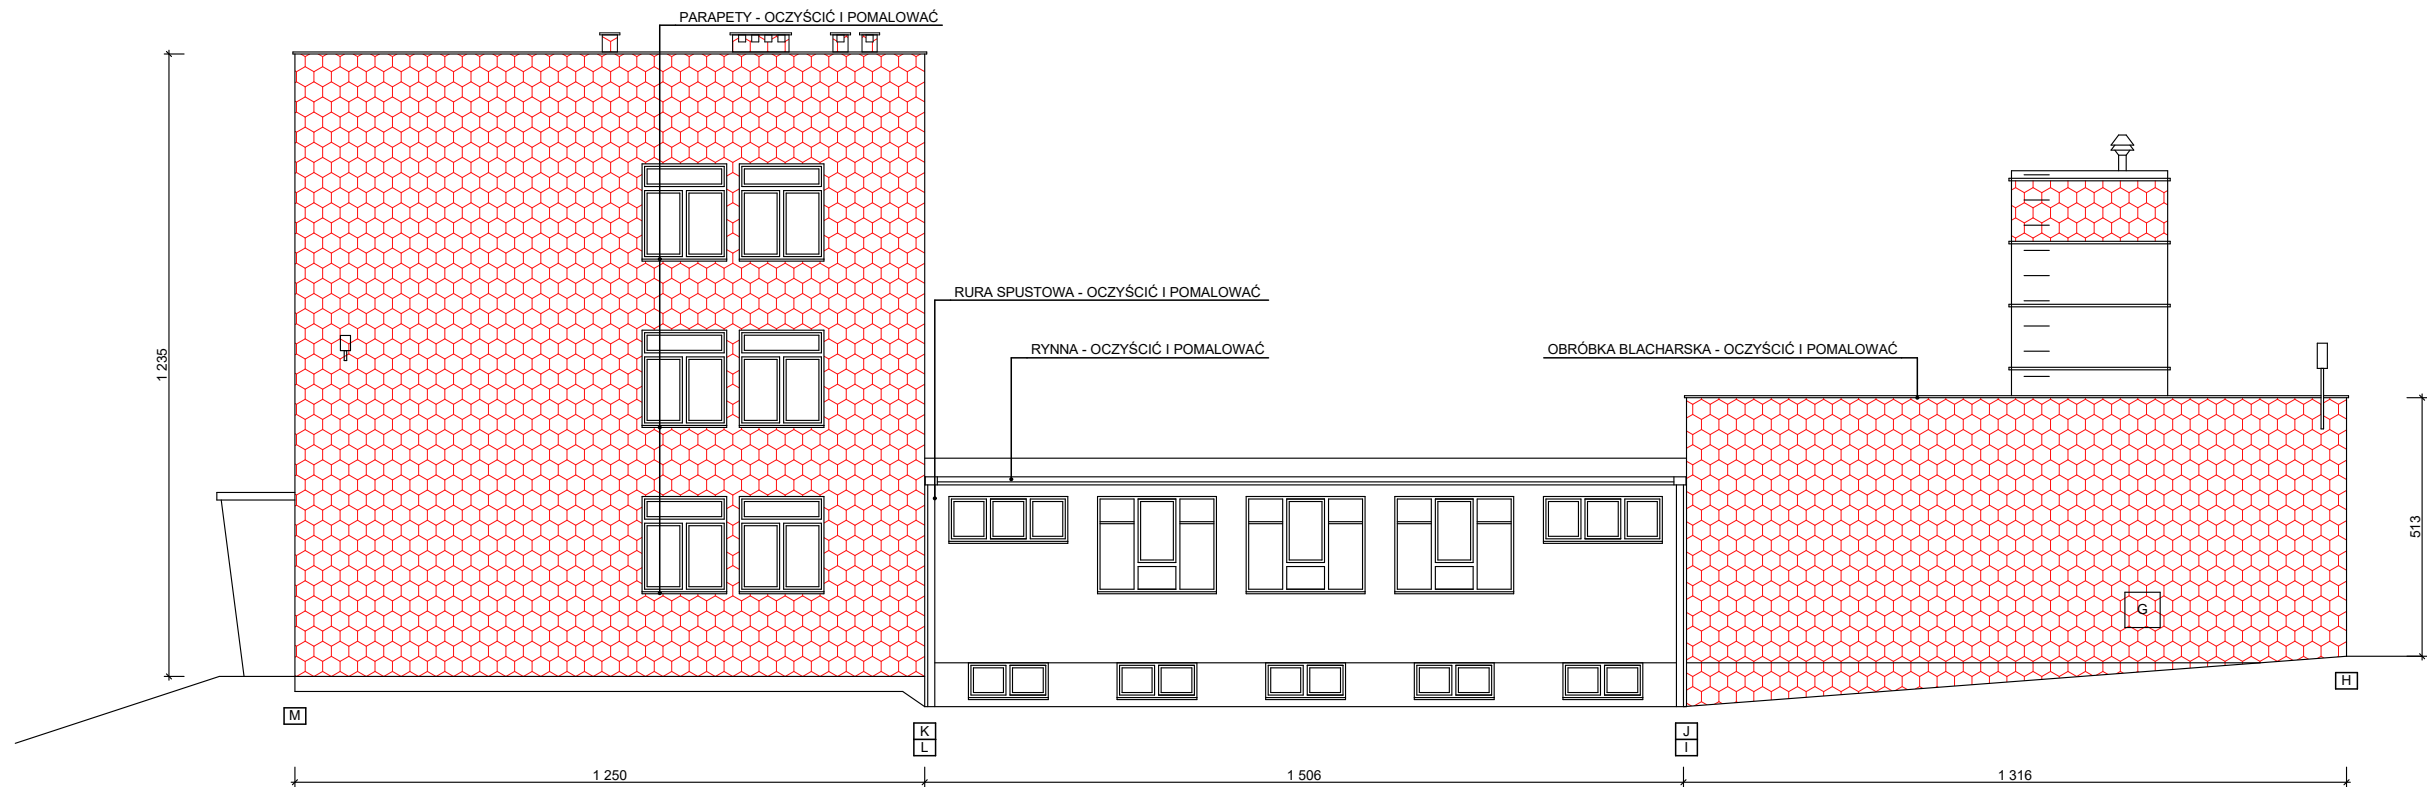 PARAPETY - OCZYŚCIĆ I POMALOWAĆ
RURA SPUSTOWA - OCZYŚCIĆ I POMALOWAĆ
RYNNA - OCZYŚCIĆ I POMALOWAĆ
OBRÓBKA BLACHARSKA - OCZYŚCIĆ I POMALOWAĆ
1 235
513
G
H
M
K
L
J
I
1 250
1 506
1 316